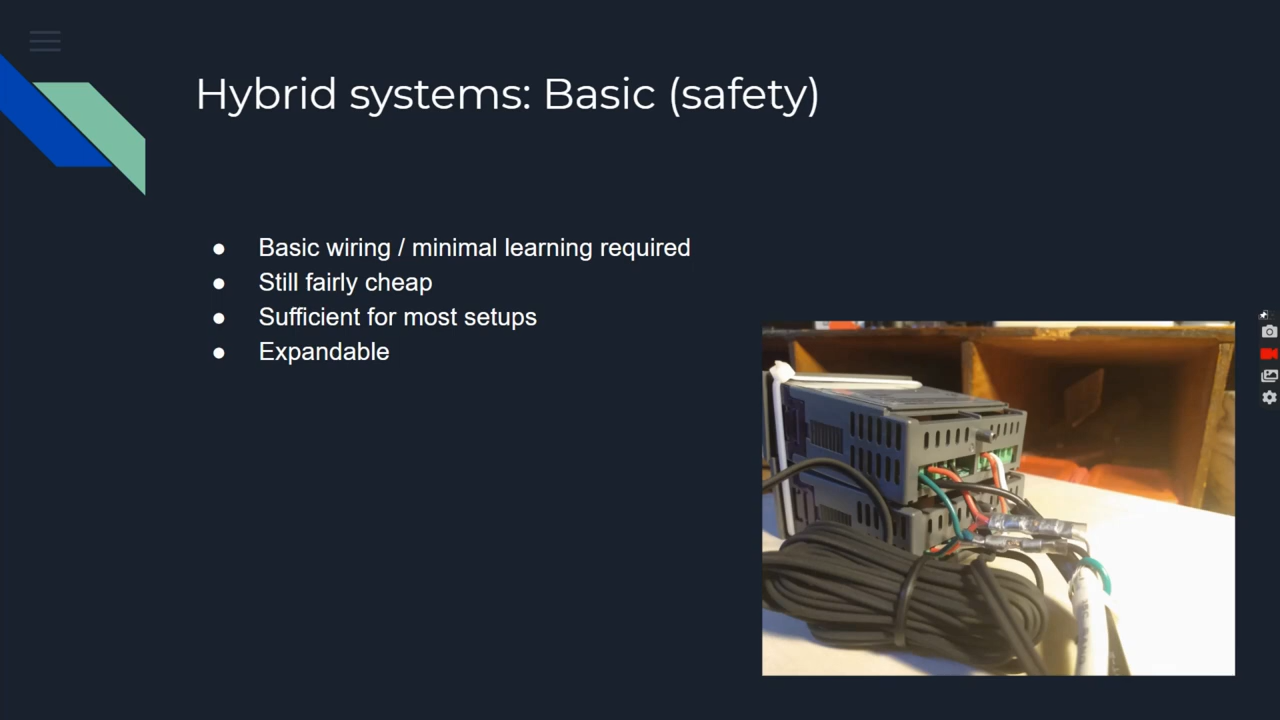 Hybrid systems: Basic (safety)
● Basic wiring / minimal learning required
● Still fairly cheap
● Sufficient for most setups
● Expandable